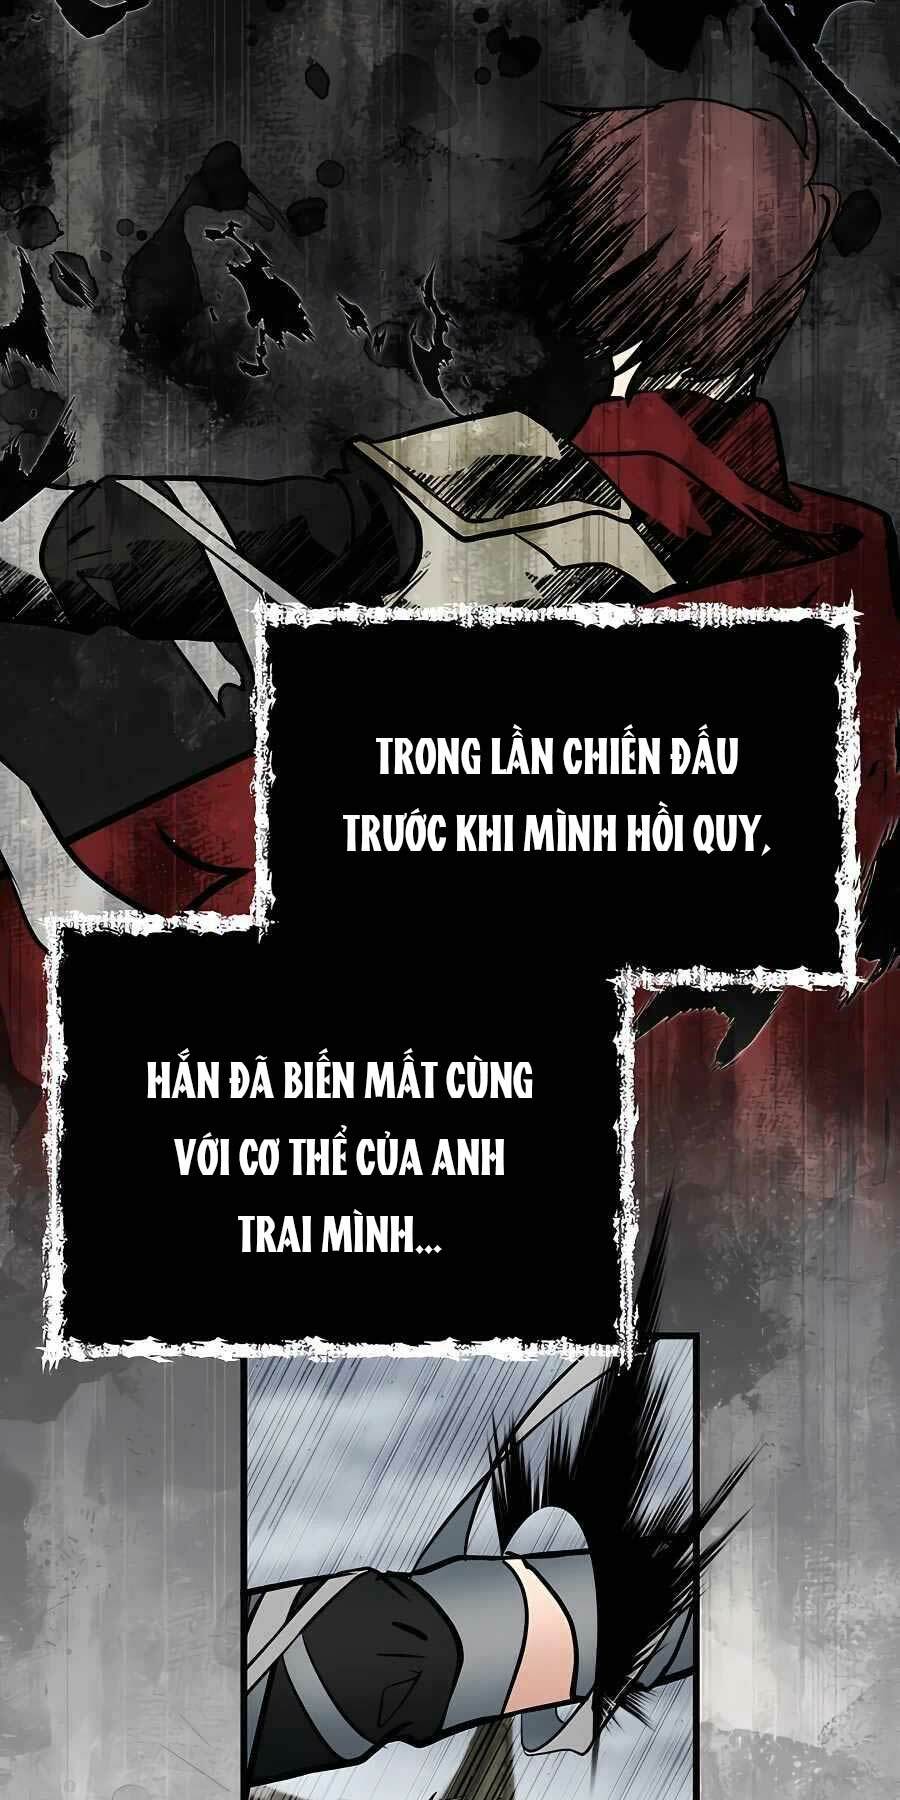 TRONG LẦN CHIẾN ĐẤU
TRƯỚC KHI MÌNH HỒI QUY,
HẮN ĐÃ BIẾN MẤT CÙNG
VỚI CƠ THỂ CỦA ANH
TRAI MÌNH...